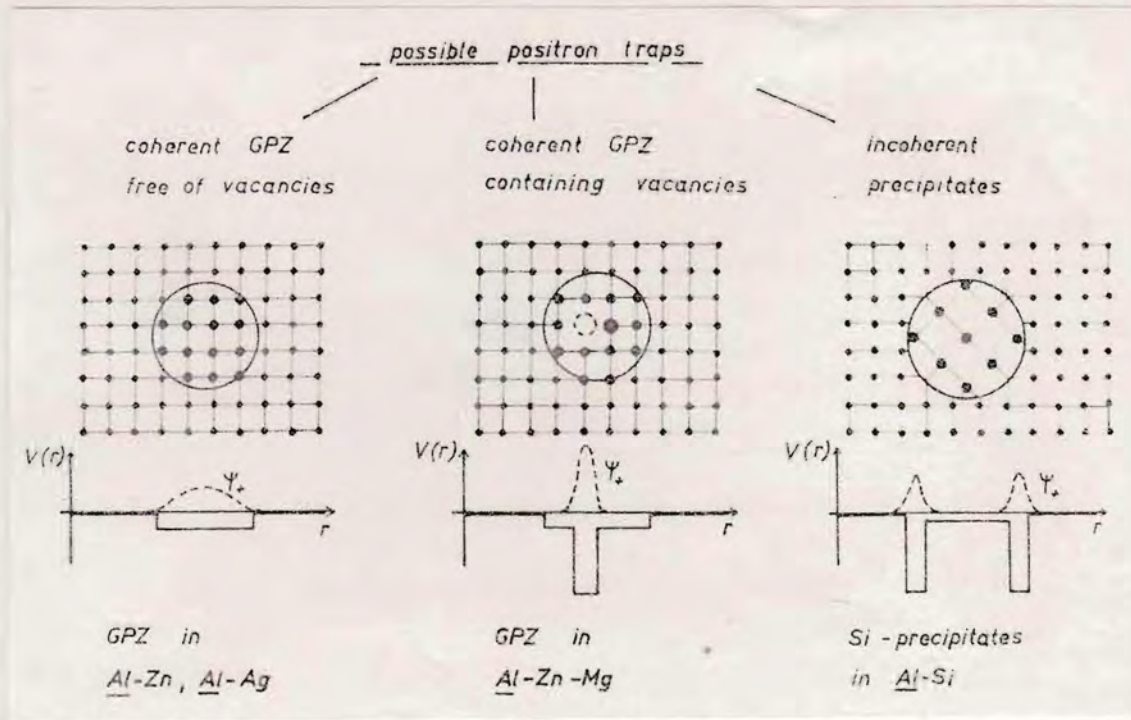 possible positron traps
coherent GPZ
free of vacancies
coherent GPZ
containing vacancies
incoherent
precipitates
V(r)
Ψ+
r
V(r)
Ψ+
r
V(r)
Ψ+
r
GPZ in
Al-Zn, Al-Ag
GPZ in
Al-Zn-Mg
Si-precipitates
in Al-Si